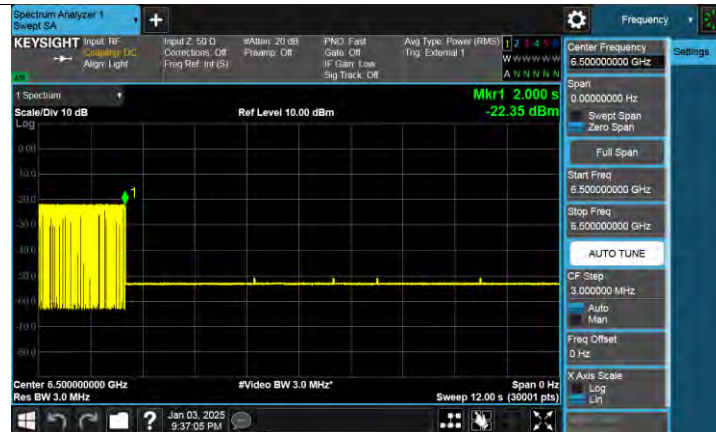 Spectrum Analyzer 1
Swept SA
Frequency
KEYSIGHT
Input: RF
Coupling: DC
Align: Light
Input Z: 50 Ω
Corrections: Off
Freq Ref: Int (S)
#Atten: 20 dB
Preamp: Off
PNO: Fast
Gate: Off
IF Gain: Low
Sig Track: Off
Avg Type: Power (RMS)
Trig: External 1
1 2 3 4 5 6
W W W W W W
A N N N N N
Center Frequency
6.500000000 GHz
Settings
Span
0.00000000 Hz
Swept Span
Zero Span
Full Span
Start Freq
6.500000000 GHz
Stop Freq
6.500000000 GHz
AUTO TUNE
CF Step
3.000000 MHz
Auto
Man
Freq Offset
0 Hz
X Axis Scale
Log
Lin
1 Spectrum
Scale/Div 10 dB
Log
Ref Level 10.00 dBm
Mkr1 2.000 s
-22.35 dBm
0.00
-10.0
-20.0
-30.0
-40.0
-50.0
-60.0
-70.0
-80.0
1
Center 6.500000000 GHz
Res BW 3.0 MHz
#Video BW 3.0 MHz*
Span 0 Hz
Sweep 12.00 s (30001 pts)
?
Jan 03, 2025
9:37:05 PM